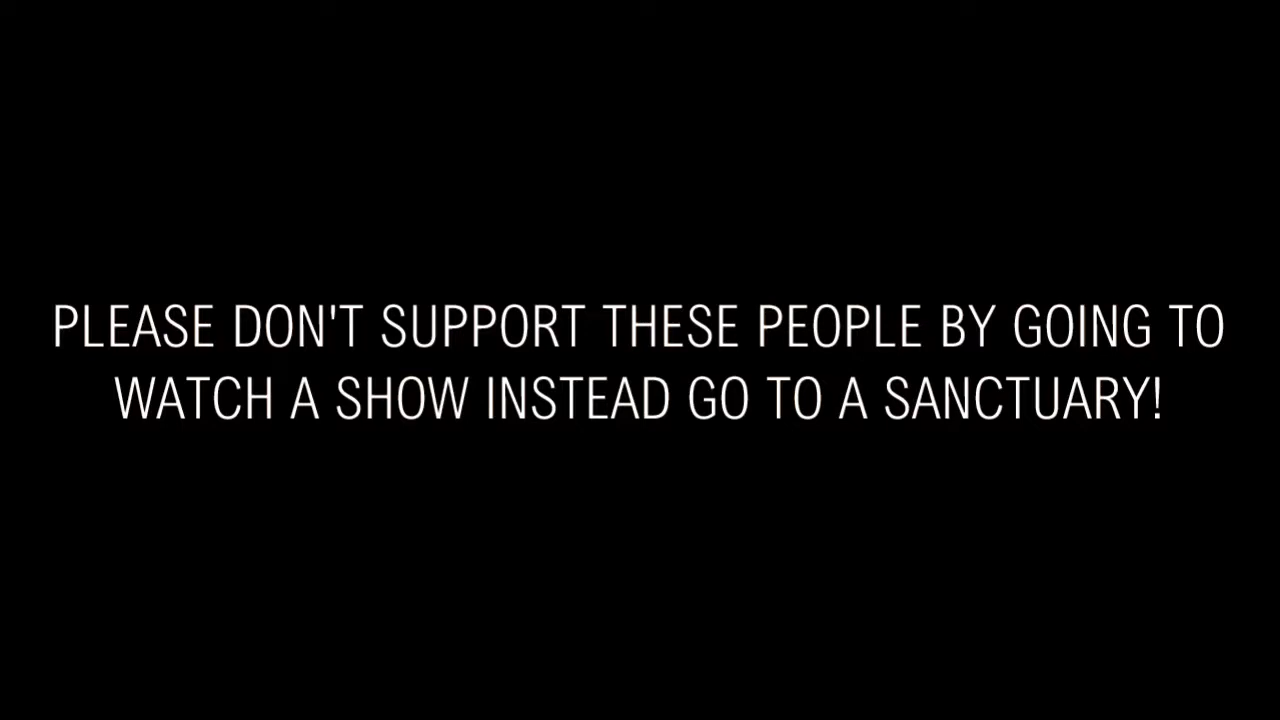 PLEASE DON'T SUPPORT THESE PEOPLE BY GOING TO
WATCH A SHOW INSTEAD GO TO A SANCTUARY!